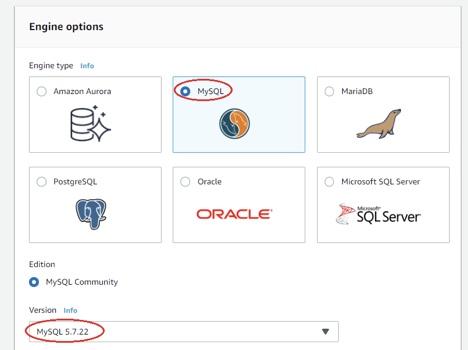 Engine options
Engine type Info
Amazon Aurora
MySQL
MariaDB
PostgreSQL
Oracle
Microsoft SQL Server
ORACLE
Microsoft
SQL Server
Edition
MySQL Community
Version Info
MySQL 5.7.22